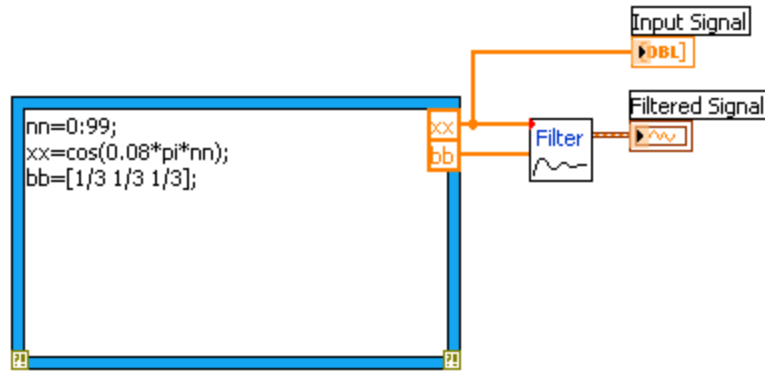 Input Signal
DBL]
nn=0:99;
xx=cos(0.08*pi*nn);
bb=[1/3 1/3 1/3];
xx
bb
Filter
Filtered Signal
?!
?!